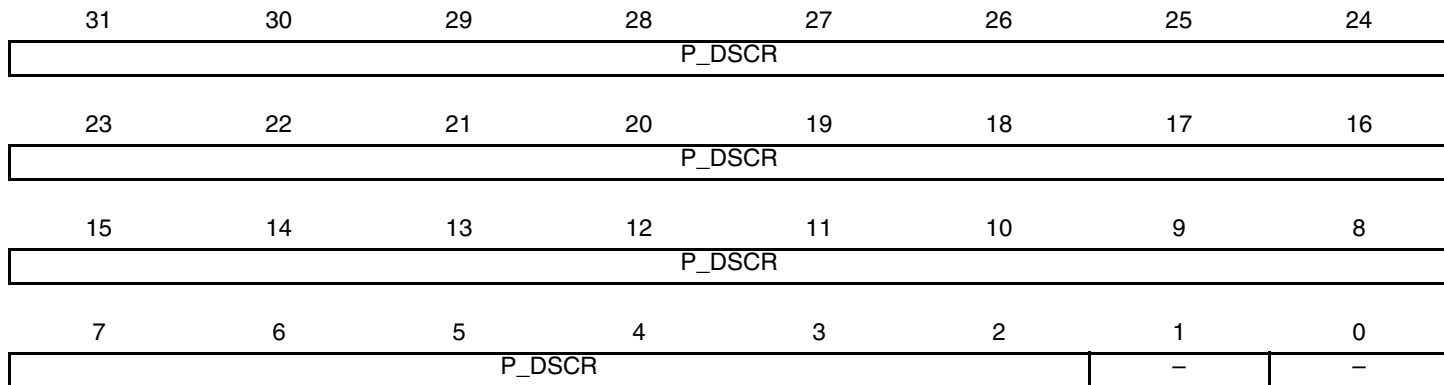 31 30 29 28 27 26 25 24
P_DSCR
23 22 21 20 19 18 17 16
P_DSCR
15 14 13 12 11 10 9 8
P_DSCR
7 6 5 4 3 2 1 0
P_DSCR – –